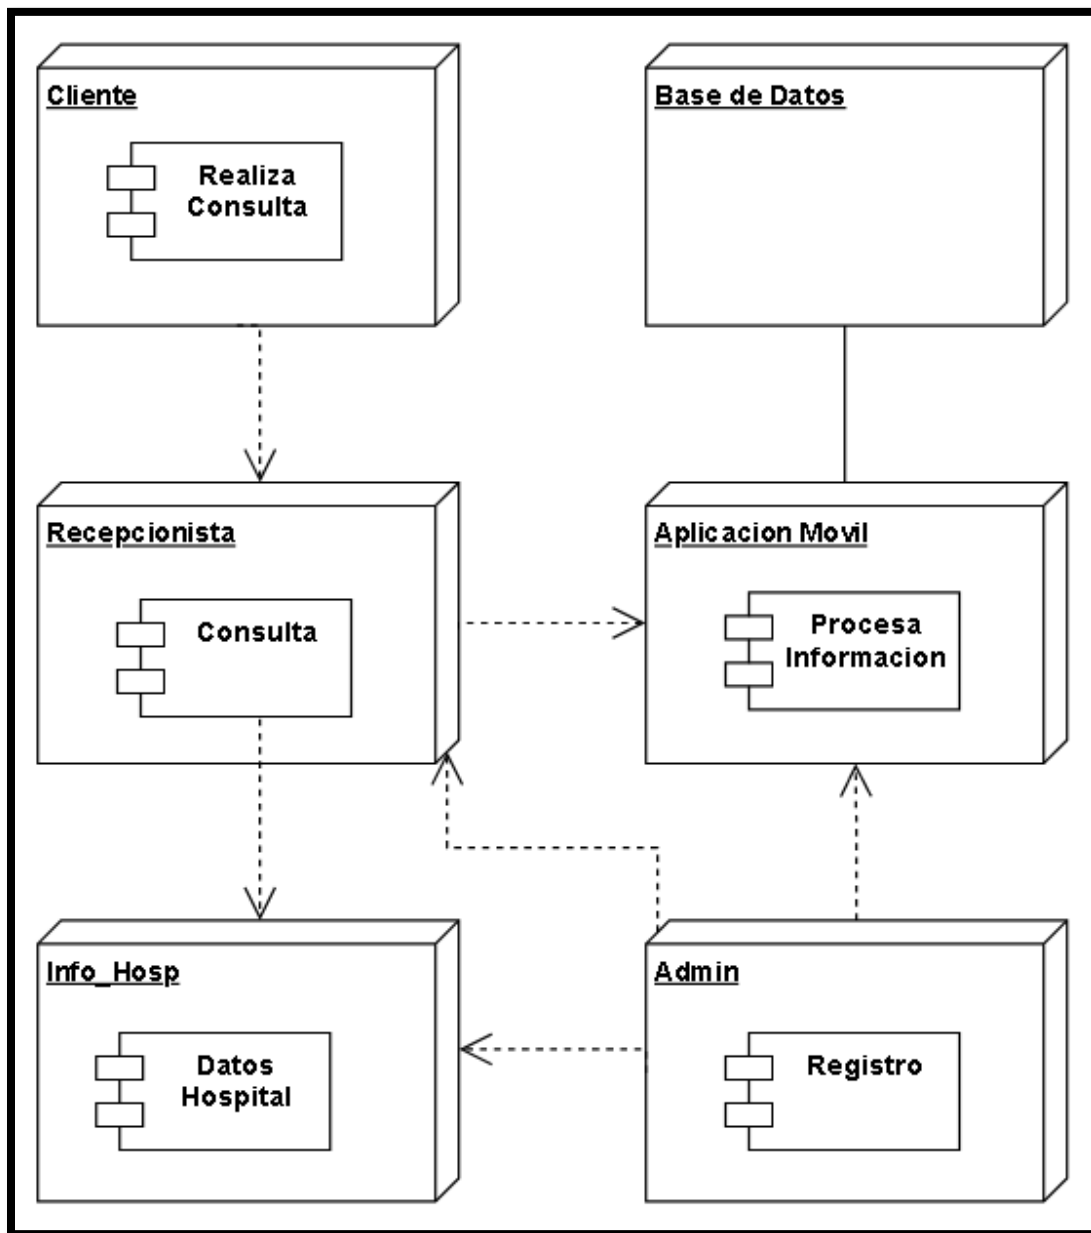 Cliente
Realiza
Consulta
Base de Datos
Recepcionista
Consulta
Aplicacion Movil
Procesa
Informacion
Info_Hosp
Datos
Hospital
Admin
Registro